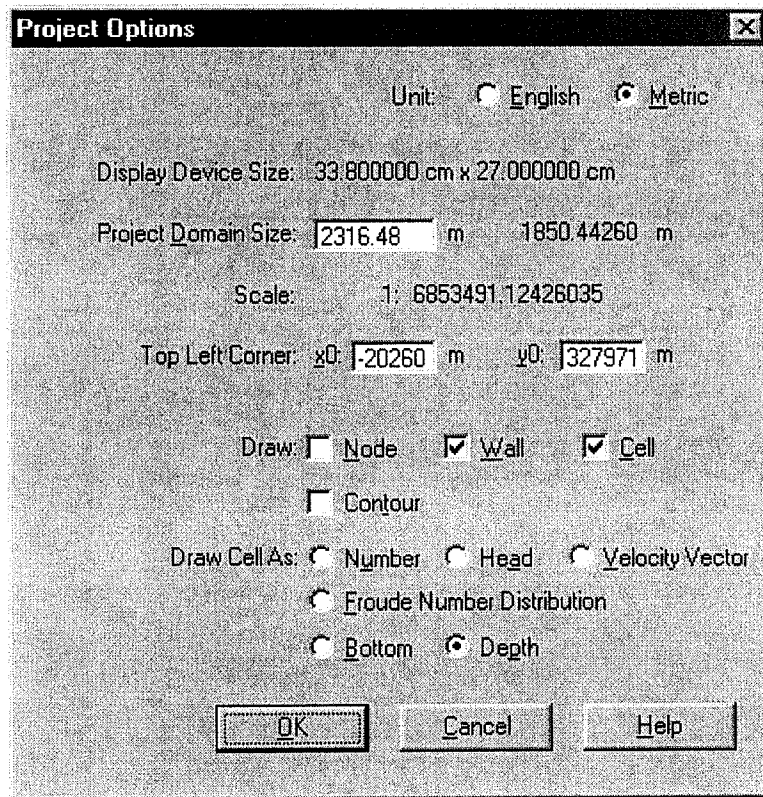 Project Options
Unit: English Metric
Display Device Size: 33.800000 cm x 27.000000 cm
Project Domain Size: 2316.48 m 1850.44260 m
Scale: 1: 6853491.12426035
Top Left Corner: x0: -20260 m y0: 327971 m
Draw: Node Wall Cell
Contour
Draw Cell As: Number Head Velocity Vector
Froude Number Distribution
Bottom Depth
OK Cancel Help